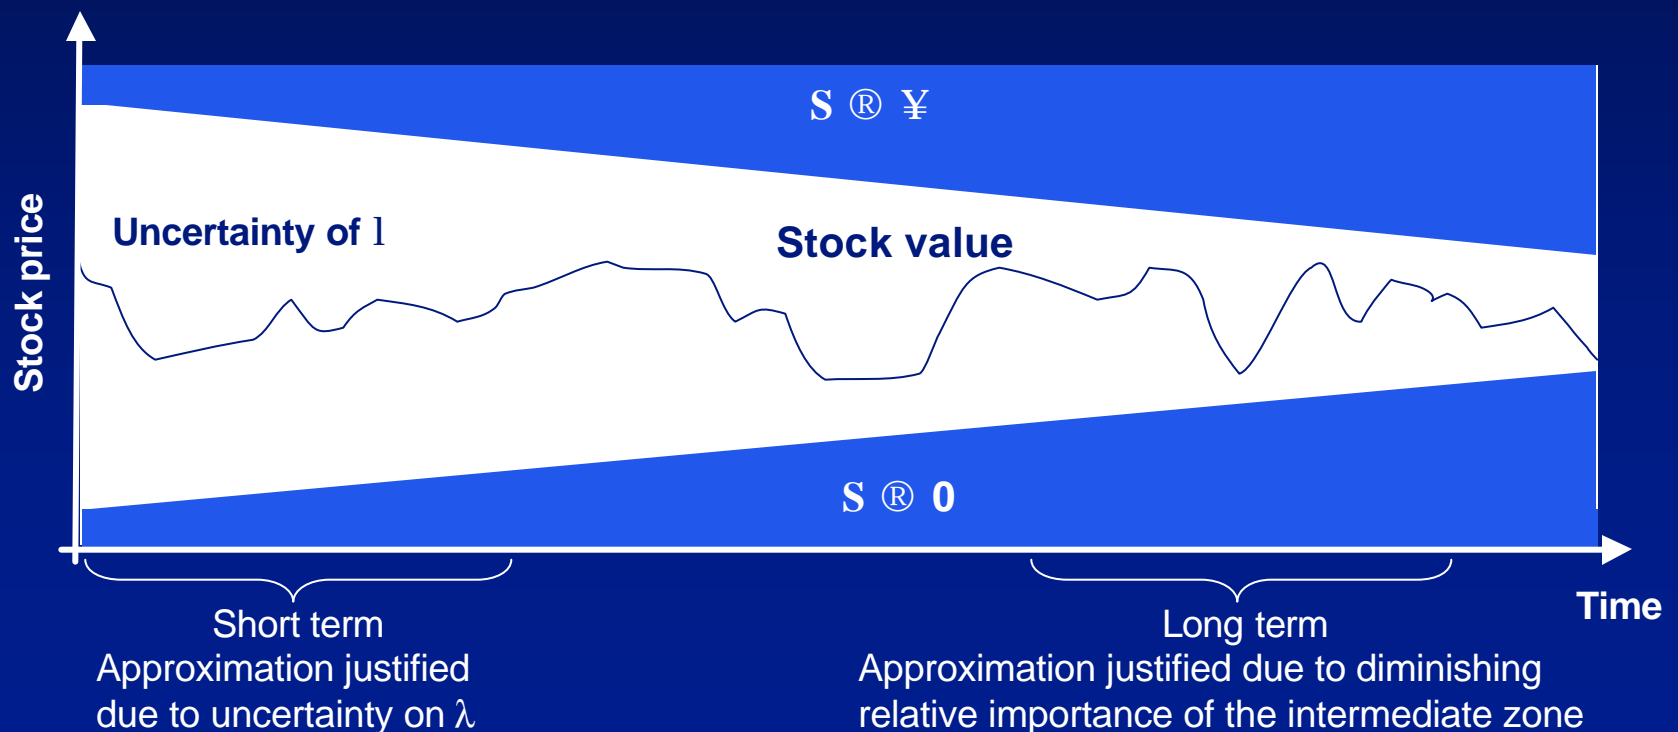 S ® ¥
Stock price
Uncertainty of l
Stock value
S ® 0
Time
Short term
Approximation justified
due to uncertainty on λ
Long term
Approximation justified due to diminishing
relative importance of the intermediate zone